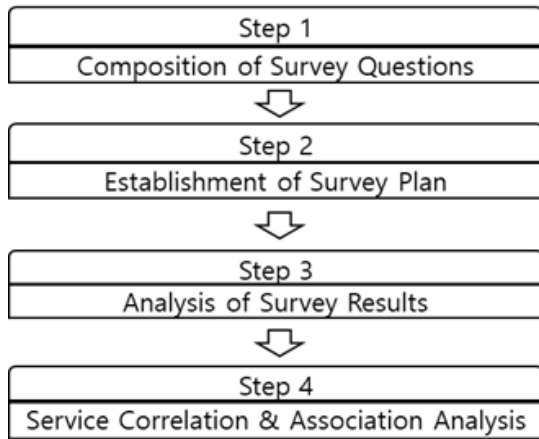 Step 1
Composition of Survey Questions
Step 2
Establishment of Survey Plan
Step 3
Analysis of Survey Results
Step 4
Service Correlation & Association Analysis